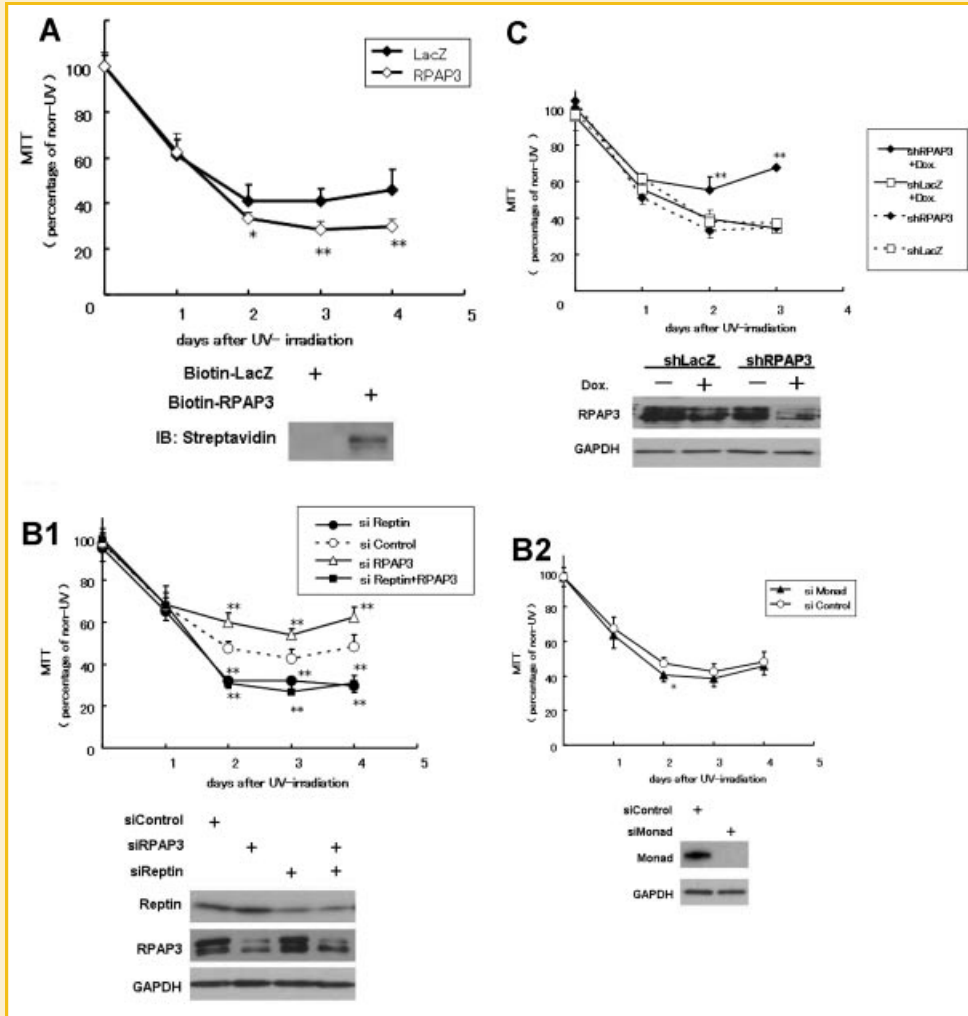 A
LacZ
RPAP3
MTT
( percentage of non-UV )
100
80
60
40
20
0
1
2
3
4
5
*
**
**
days after UV- irradiation
Biotin-LacZ +
Biotin-RPAP3 +
IB: Streptavidin
C
shRPAP3
+Dox.
shLacZ
+Dox.
shRPAP3
shLacZ
MTT
( percentage of non-UV )
100
80
60
40
20
0
1
2
3
4
**
**
days after UV-irradiation
shLacZ shRPAP3
Dox. — + — +
RPAP3
GAPDH
B1
si Reptin
si Control
si RPAP3
si Reptin+RPAP3
MTT
( percentage of non-UV )
100
80
60
40
20
0
1
2
3
4
5
** ** **
** ** **
** ** **
days after UV-irradiation
siControl +
siRPAP3 + +
siReptin + +
Reptin
RPAP3
GAPDH
B2
si Monad
si Control
MTT
( percentage of non-UV )
100
80
60
40
20
0
1
2
3
4
5
* *
days after UV-irradiation
siControl +
siMonad +
Monad
GAPDH